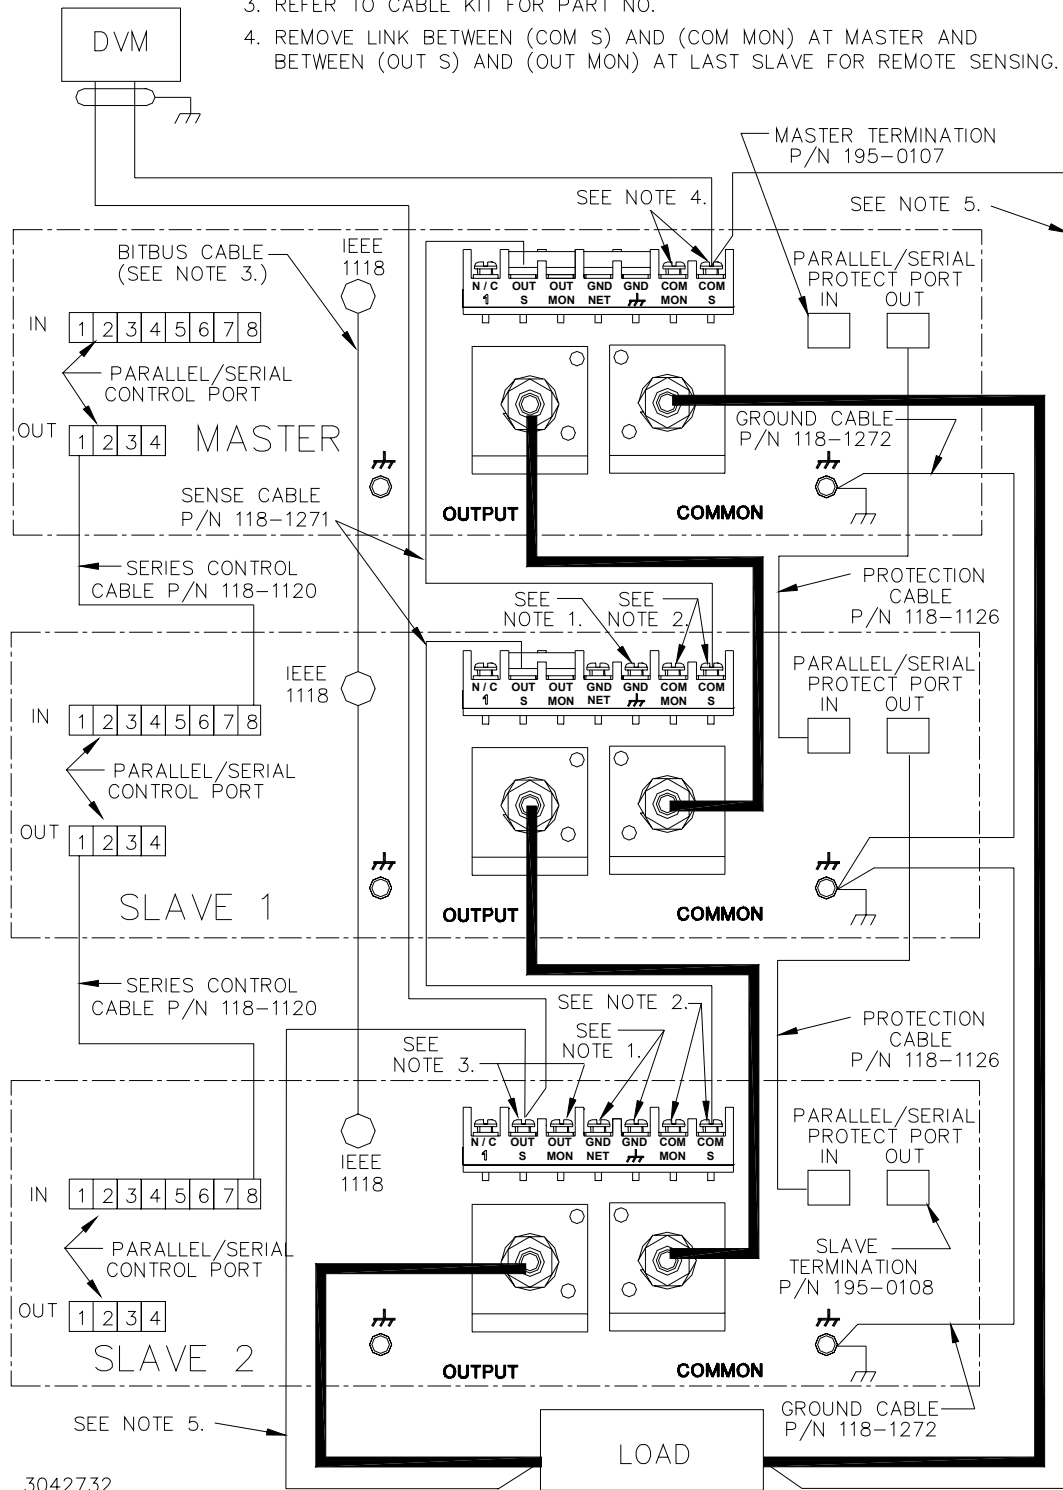 3. REFER TO CABLE KIT FOR PART NO.
4. REMOVE LINK BETWEEN (COM S) AND (COM MON) AT MASTER AND
BETWEEN (OUT S) AND (OUT MON) AT LAST SLAVE FOR REMOTE SENSING.
DVM
MASTER TERMINATION
P/N 195-0107
SEE NOTE 4.
SEE NOTE 5.
BITBUS CABLE
(SEE NOTE 3.)
IEEE
1118
N/C OUT OUT GND GND COM COM
1 S MON NET MON S
PARALLEL/SERIAL
PROTECT PORT
IN OUT
IN 1 2 3 4 5 6 7 8
PARALLEL/SERIAL
CONTROL PORT
OUT 1 2 3 4
MASTER
GROUND CABLE
P/N 118-1272
SENSE CABLE
P/N 118-1271
OUTPUT COMMON
SERIES CONTROL
CABLE P/N 118-1120
PROTECTION
CABLE
P/N 118-1126
SEE
NOTE 1.
SEE
NOTE 2.
IEEE
1118
N/C OUT OUT GND GND COM COM
1 S MON NET MON S
PARALLEL/SERIAL
PROTECT PORT
IN OUT
IN 1 2 3 4 5 6 7 8
PARALLEL/SERIAL
CONTROL PORT
OUT 1 2 3 4
SLAVE 1
OUTPUT COMMON
SERIES CONTROL
CABLE P/N 118-1120
SEE NOTE 2.
SEE
NOTE 1.
SEE
NOTE 3.
PROTECTION
CABLE
P/N 118-1126
N/C OUT OUT GND GND COM COM
1 S MON NET MON S
IEEE
1118
PARALLEL/SERIAL
PROTECT PORT
IN OUT
IN 1 2 3 4 5 6 7 8
PARALLEL/SERIAL
CONTROL PORT
OUT 1 2 3 4
SLAVE
TERMINATION
P/N 195-0108
SLAVE 2
OUTPUT COMMON
GROUND CABLE
P/N 118-1272
SEE NOTE 5.
LOAD
3042732